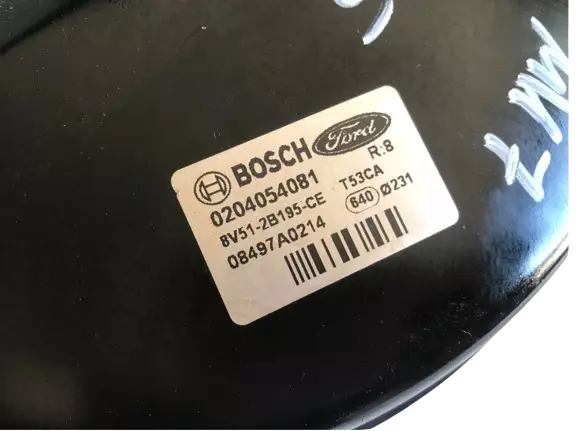 BOSCH Ford
0204054081 R:8
8V51-2B195-CE T53CA
08497A0214 640 Ø231